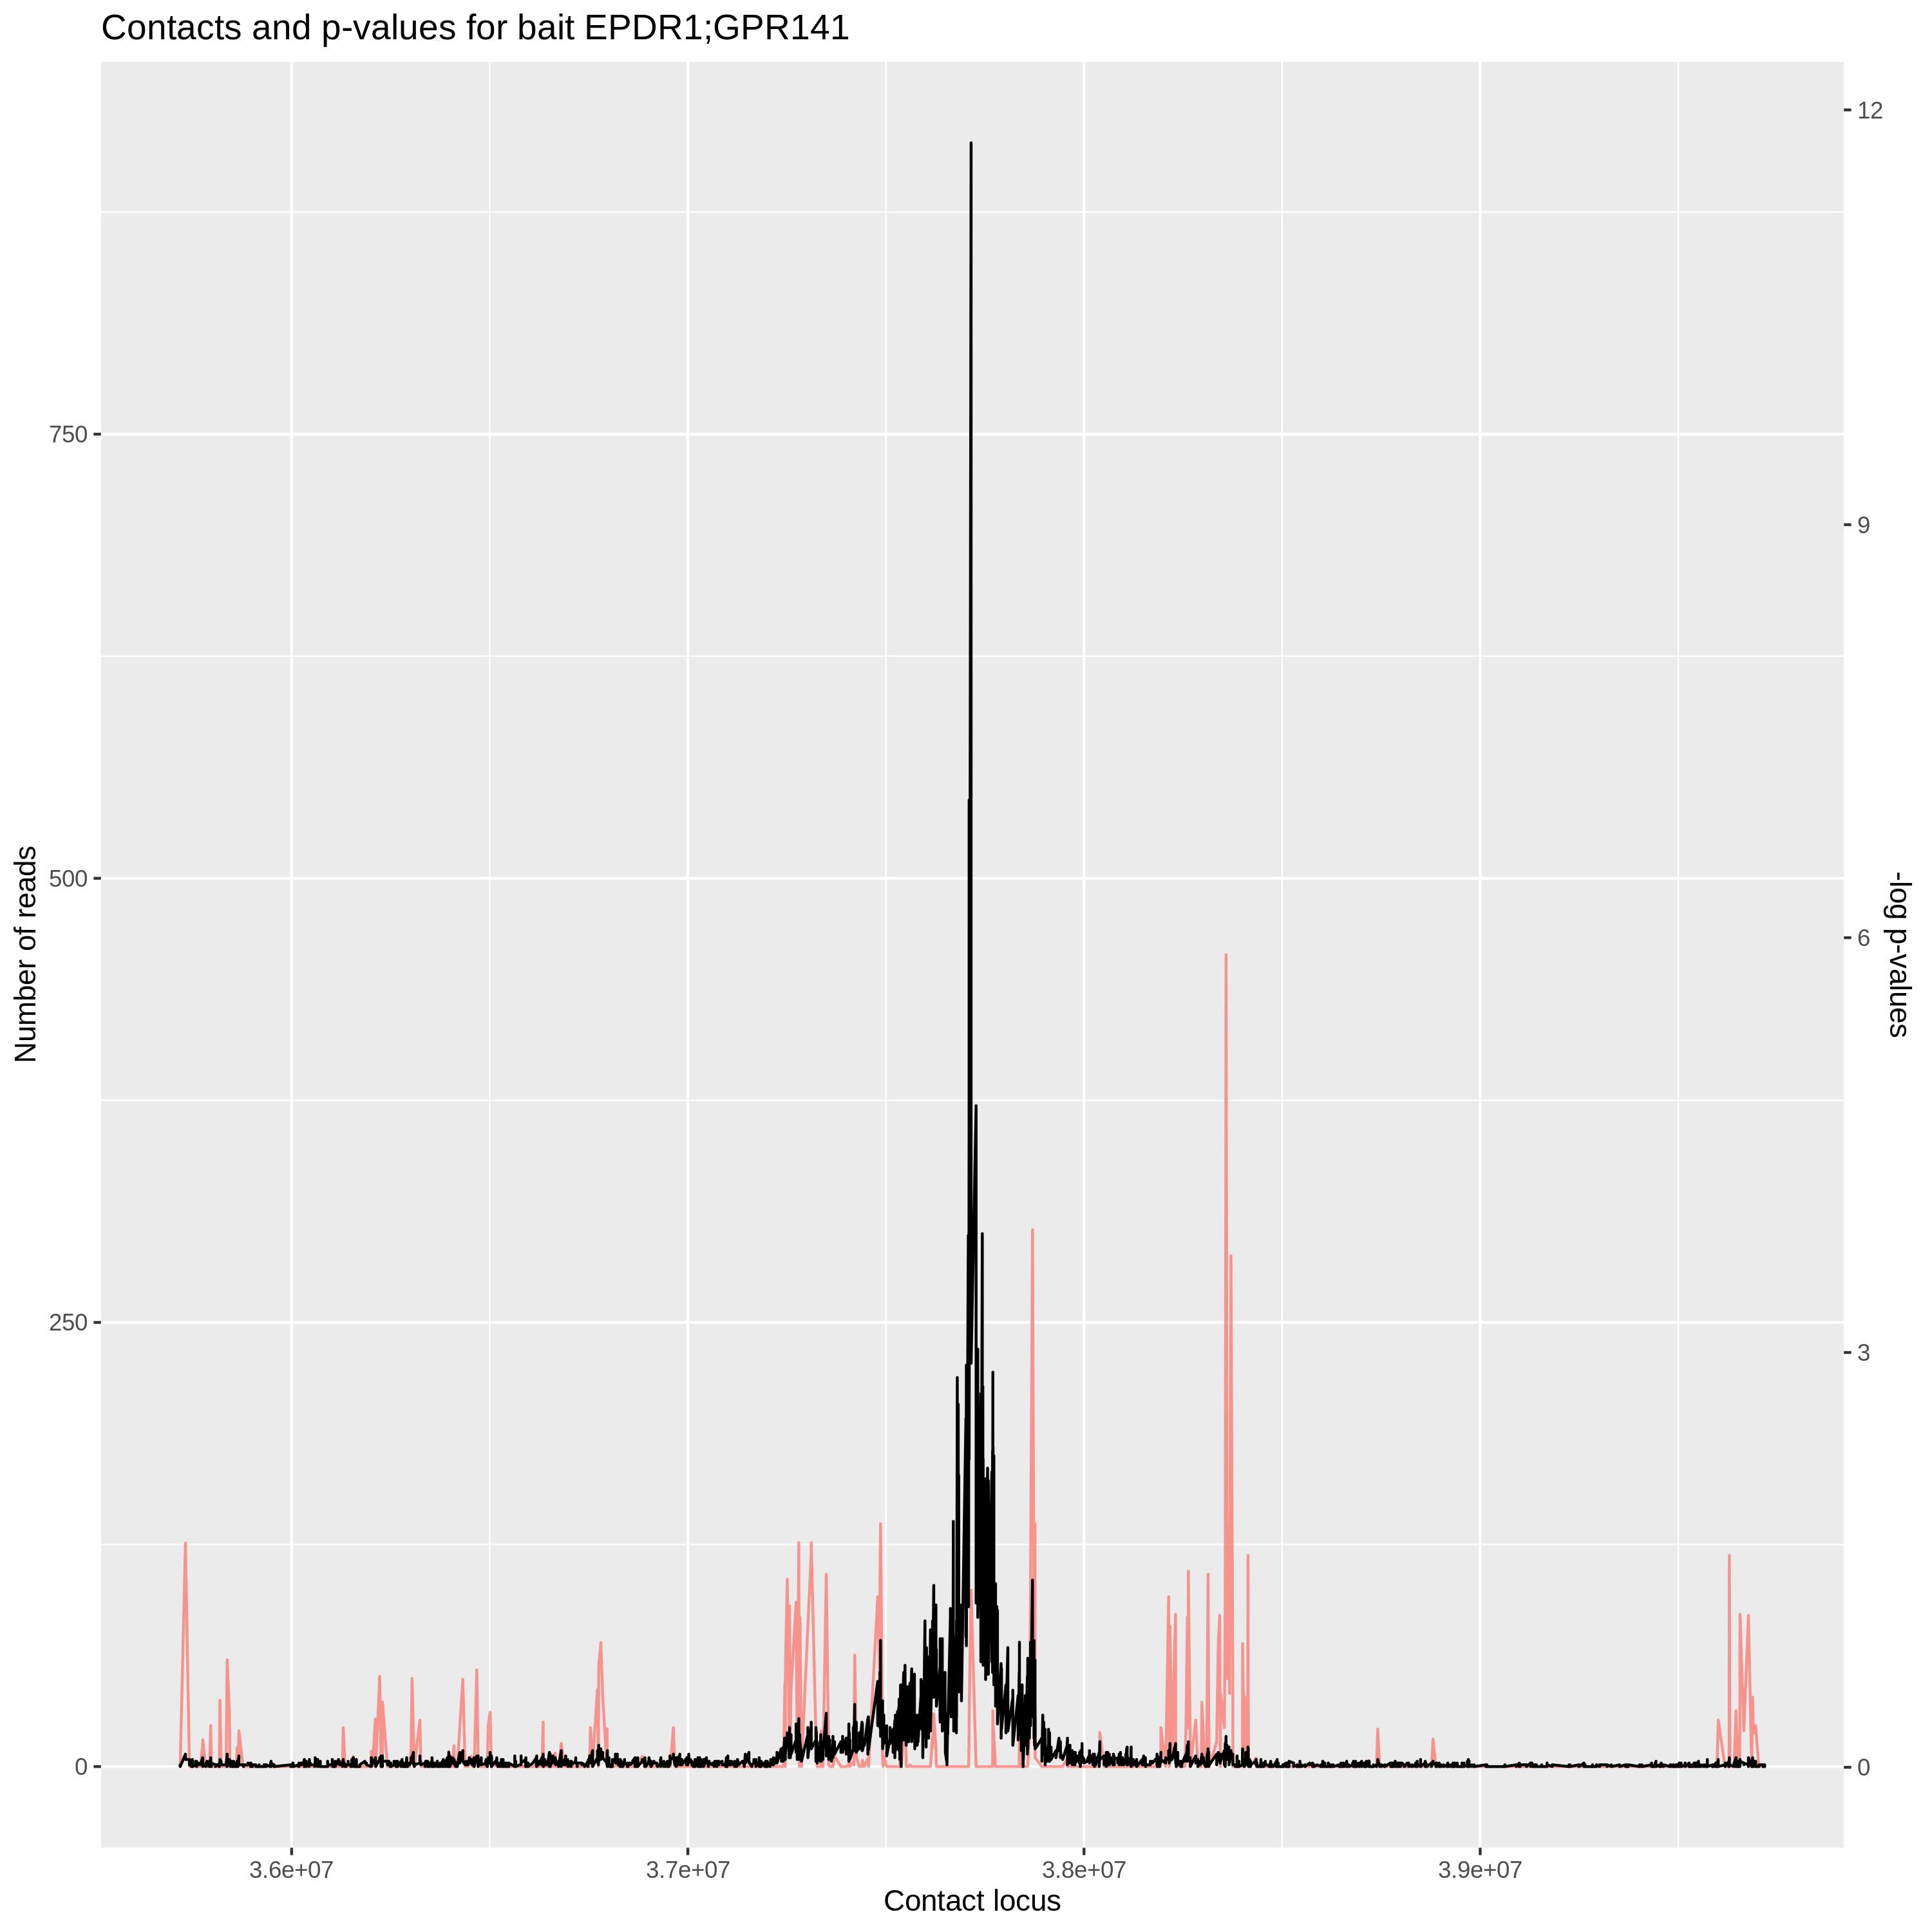 Contacts and p-values for bait EPDR1;GPR141
12
9
6
3
0
750
500
250
0
Number of reads
-log p-values
3.6e+07 3.7e+07 3.8e+07 3.9e+07
Contact locus